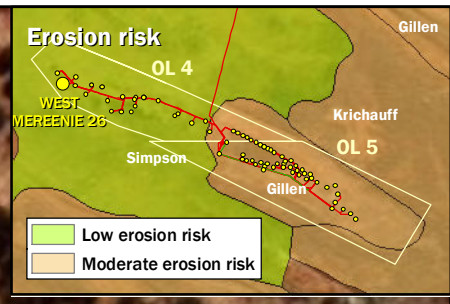 Erosion risk
Gillen
OL 4
WEST
MEREENIE 26
Krichauff
OL 5
Simpson
Gillen
Low erosion risk
Moderate erosion risk